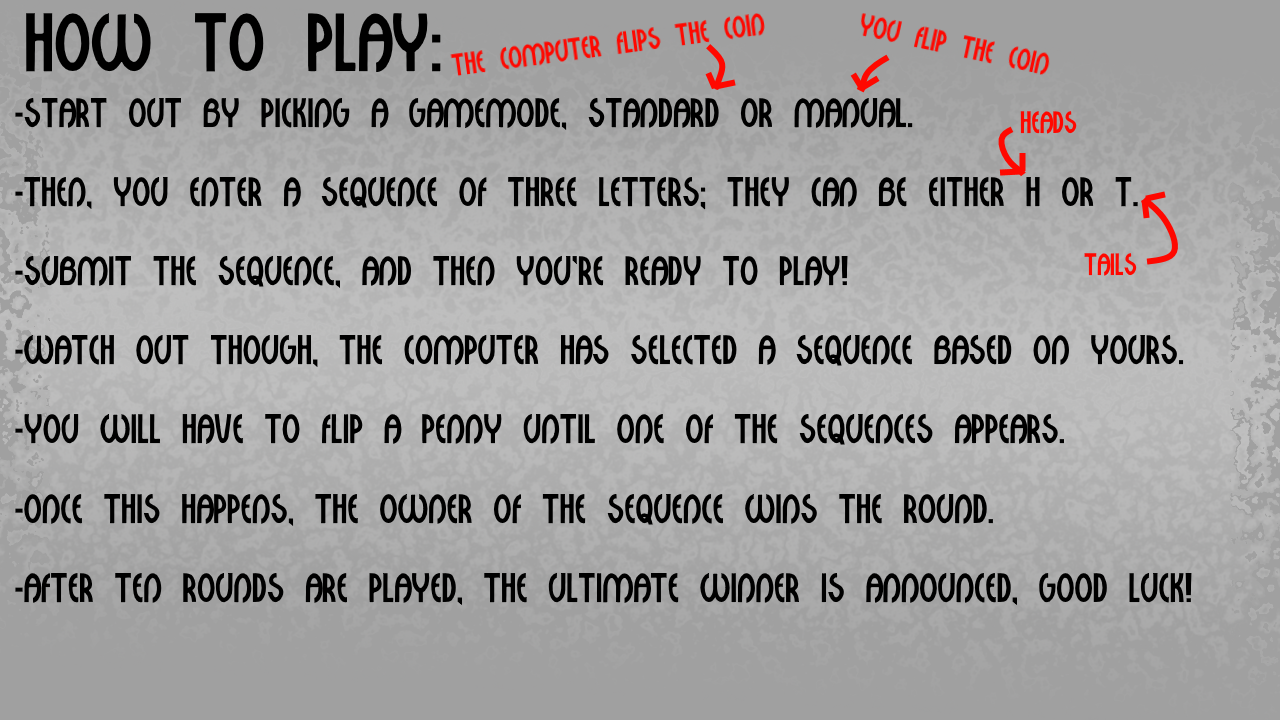 HOW TO PLAY:
THE COMPUTER FLIPS THE COIN
YOU FLIP THE COIN
-START OUT BY PICKING A GAMEMODE, STANDARD OR MANUAL.
HEADS
-THEN, YOU ENTER A SEQUENCE OF THREE LETTERS; THEY CAN BE EITHER H OR T.
TAILS
-SUBMIT THE SEQUENCE, AND THEN YOU'RE READY TO PLAY!
-WATCH OUT THOUGH, THE COMPUTER HAS SELECTED A SEQUENCE BASED ON YOURS.
-YOU WILL HAVE TO FLIP A PENNY UNTIL ONE OF THE SEQUENCES APPEARS.
-ONCE THIS HAPPENS, THE OWNER OF THE SEQUENCE WINS THE ROUND.
-AFTER TEN ROUNDS ARE PLAYED, THE ULTIMATE WINNER IS ANNOUNCED, GOOD LUCK!